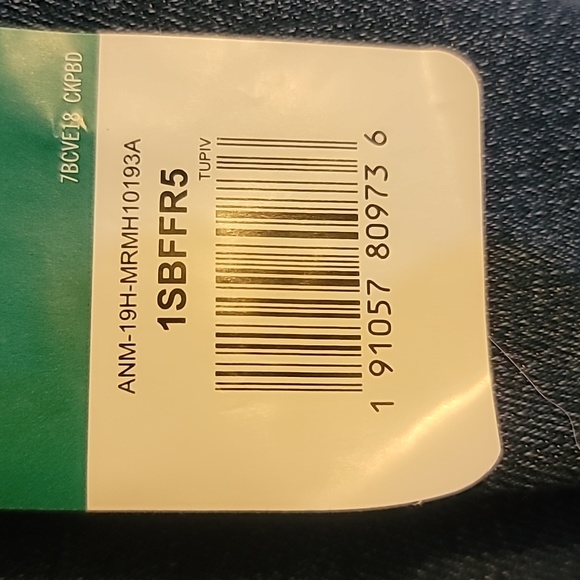 7BCVE18 CKPBD
ANM-19H-MRMH10193A
1SBFFR5
TUPIV
1 91057 80973 6